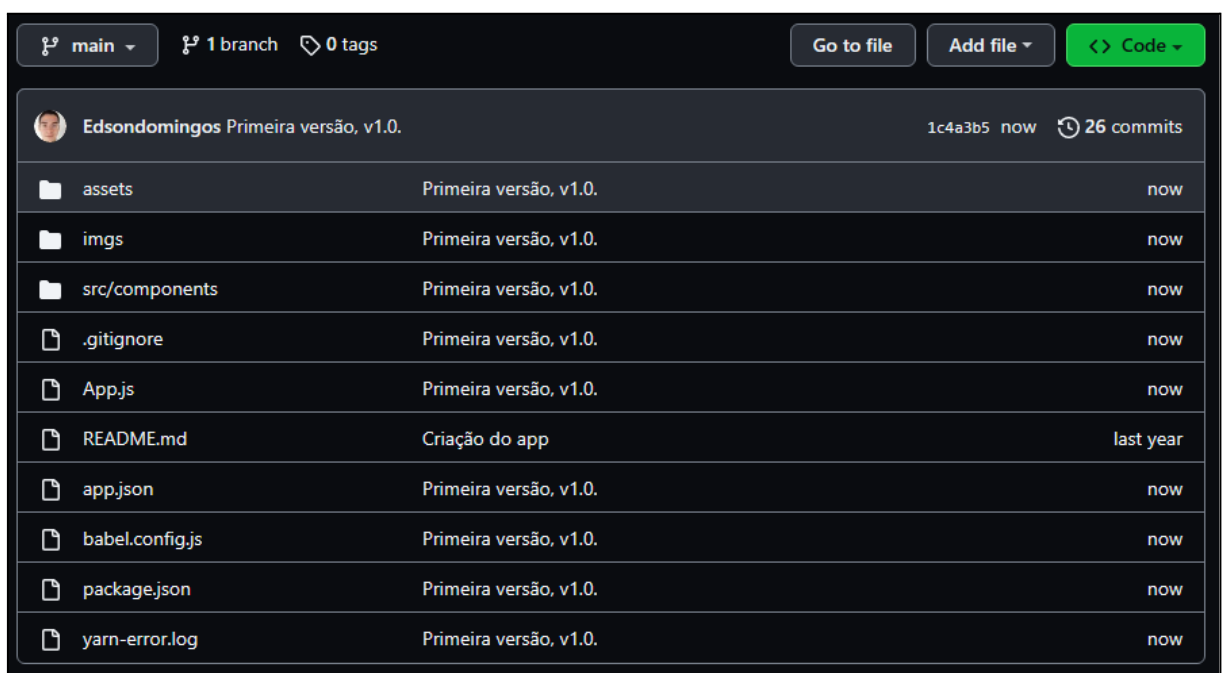 main 1 branch 0 tags Go to file Add file <> Code
Edsondomingos Primeira versão, v1.0. 1c4a3b5 now 26 commits
assets Primeira versão, v1.0. now
imgs Primeira versão, v1.0. now
src/components Primeira versão, v1.0. now
.gitignore Primeira versão, v1.0. now
App.js Primeira versão, v1.0. now
README.md Criação do app last year
app.json Primeira versão, v1.0. now
babel.config.js Primeira versão, v1.0. now
package.json Primeira versão, v1.0. now
yarn-error.log Primeira versão, v1.0. now